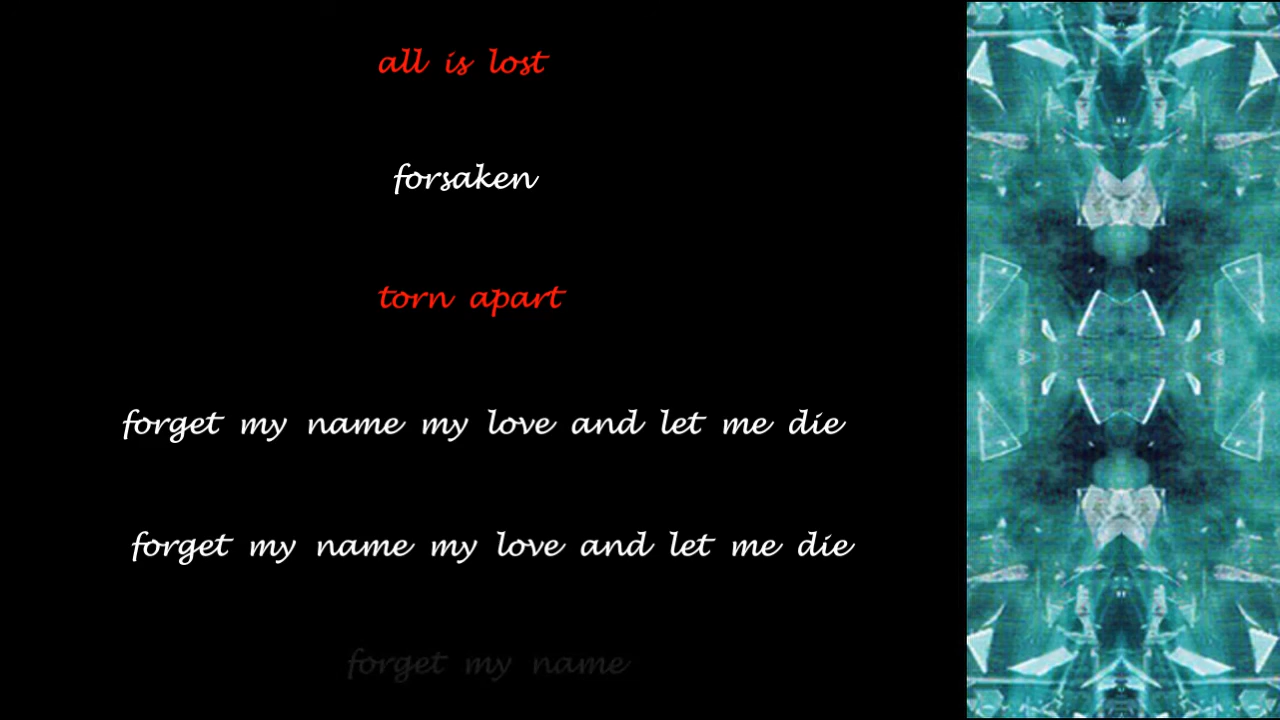 all is lost
forsaken
torn apart
forget my name my love and let me die
forget my name my love and let me die
forget my name